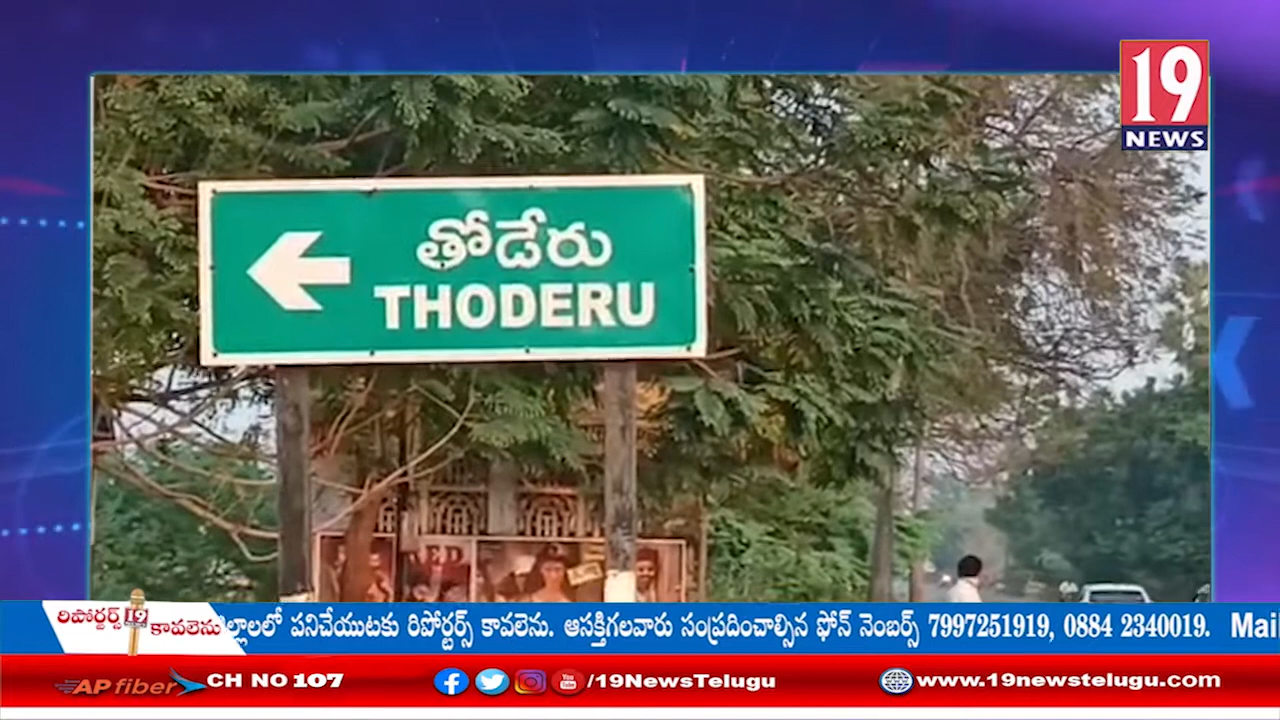 19
NEWS
తోడేరు
THODERU
రిపోర్టర్స్ 19
కావలెను
ల్లాలలో పనిచేయుటకు రిపోర్టర్స్ కావలెను. ఆసక్తిగలవారు సంప్రదించాల్సిన ఫోన్ నెంబర్స్ 7997251919, 0884 2340019. Mail
AP fiber CH NO 107 /19NewsTelugu www.19newstelugu.com